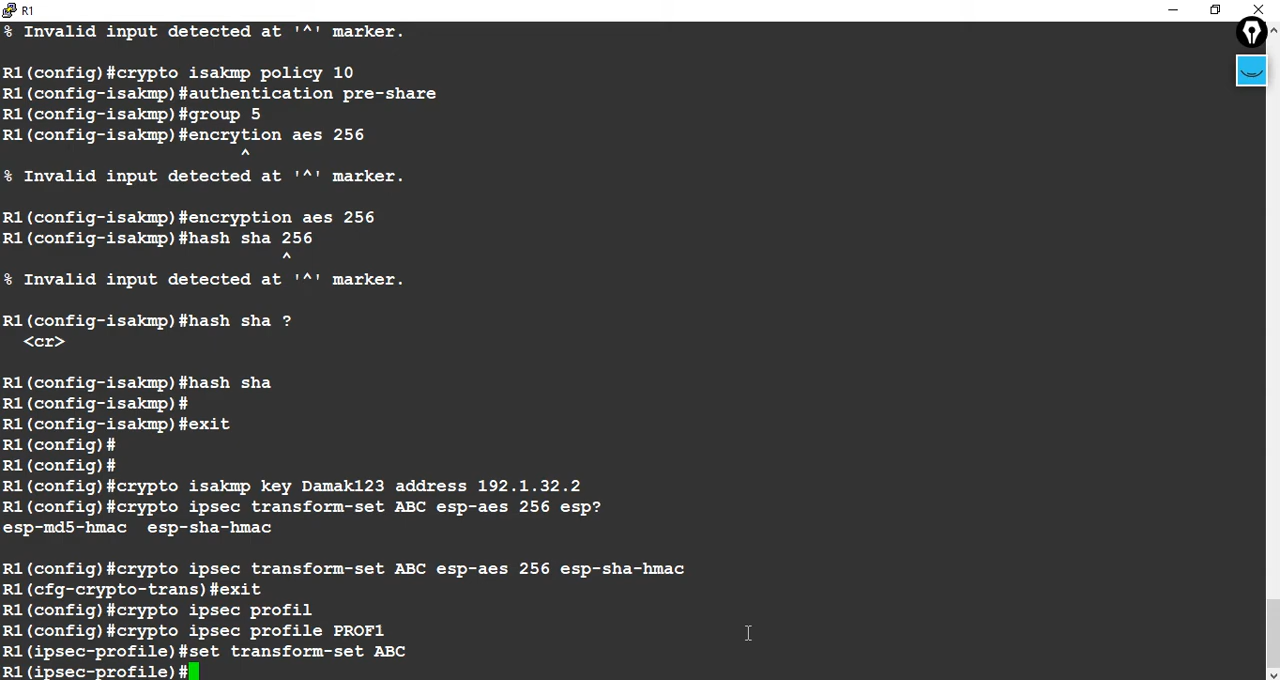 R1
% Invalid input detected at '^' marker.
R1(config)#crypto isakmp policy 10
R1(config-isakmp)#authentication pre-share
R1(config-isakmp)#group 5
R1(config-isakmp)#encrytion aes 256
^
% Invalid input detected at '^' marker.
R1(config-isakmp)#encryption aes 256
R1(config-isakmp)#hash sha 256
^
% Invalid input detected at '^' marker.
R1(config-isakmp)#hash sha ?
<cr>
R1(config-isakmp)#hash sha
R1(config-isakmp)#
R1(config-isakmp)#exit
R1(config)#
R1(config)#
R1(config)#crypto isakmp key Damak123 address 192.1.32.2
R1(config)#crypto ipsec transform-set ABC esp-aes 256 esp?
esp-md5-hmac  esp-sha-hmac
R1(config)#crypto ipsec transform-set ABC esp-aes 256 esp-sha-hmac
R1(cfg-crypto-trans)#exit
R1(config)#crypto ipsec profil
R1(config)#crypto ipsec profile PROF1
R1(ipsec-profile)#set transform-set ABC
R1(ipsec-profile)#